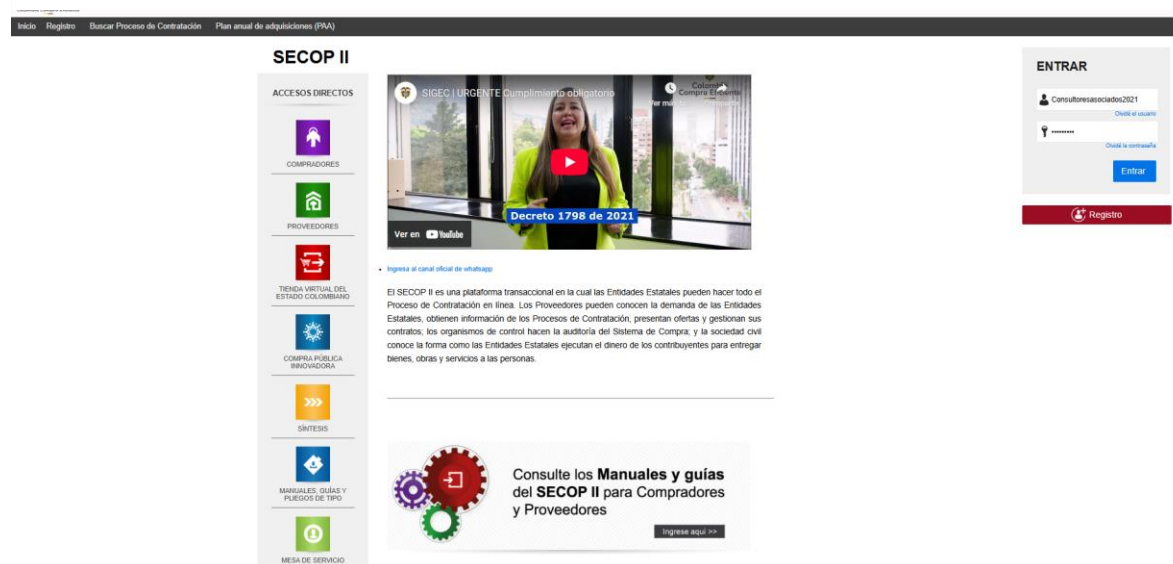 Inicio Registro Buscar Proceso de Contratación Plan anual de adquisiciones (PAA)
SECOP II
ACCESOS DIRECTOS
COMPRADORES
PROVEEDORES
TIENDA VIRTUAL DEL
ESTADO COLOMBIANO
COMPRA PÚBLICA
INNOVADORA
SÍNTESIS
MANUALES, GUÍAS Y
PLIEGOS DE TIPO
MESA DE SERVICIO
SIGEC | URGENTE Cumplimiento obligatorio
Colombia
Compra Eficiente
Decreto 1798 de 2021
Ver en YouTube
Ingresa al canal oficial de whatsapp
El SECOP II es una plataforma transaccional en la cual las Entidades Estatales pueden hacer todo el
Proceso de Contratación en línea. Los Proveedores pueden conocen la demanda de las Entidades
Estatales, obtienen información de los Procesos de Contratación, presentan ofertas y gestionan sus
contratos; los organismos de control hacen la auditoría del Sistema de Compra; y la sociedad civil
conoce la forma como las Entidades Estatales ejecutan el dinero de los contribuyentes para entregar
bienes, obras y servicios a las personas.
Consulte los Manuales y guías
del SECOP II para Compradores
y Proveedores
Ingrese aquí >>
ENTRAR
Consultoresasociados2021
Olvidé el usuario
Olvidé la contraseña
Entrar
Registro